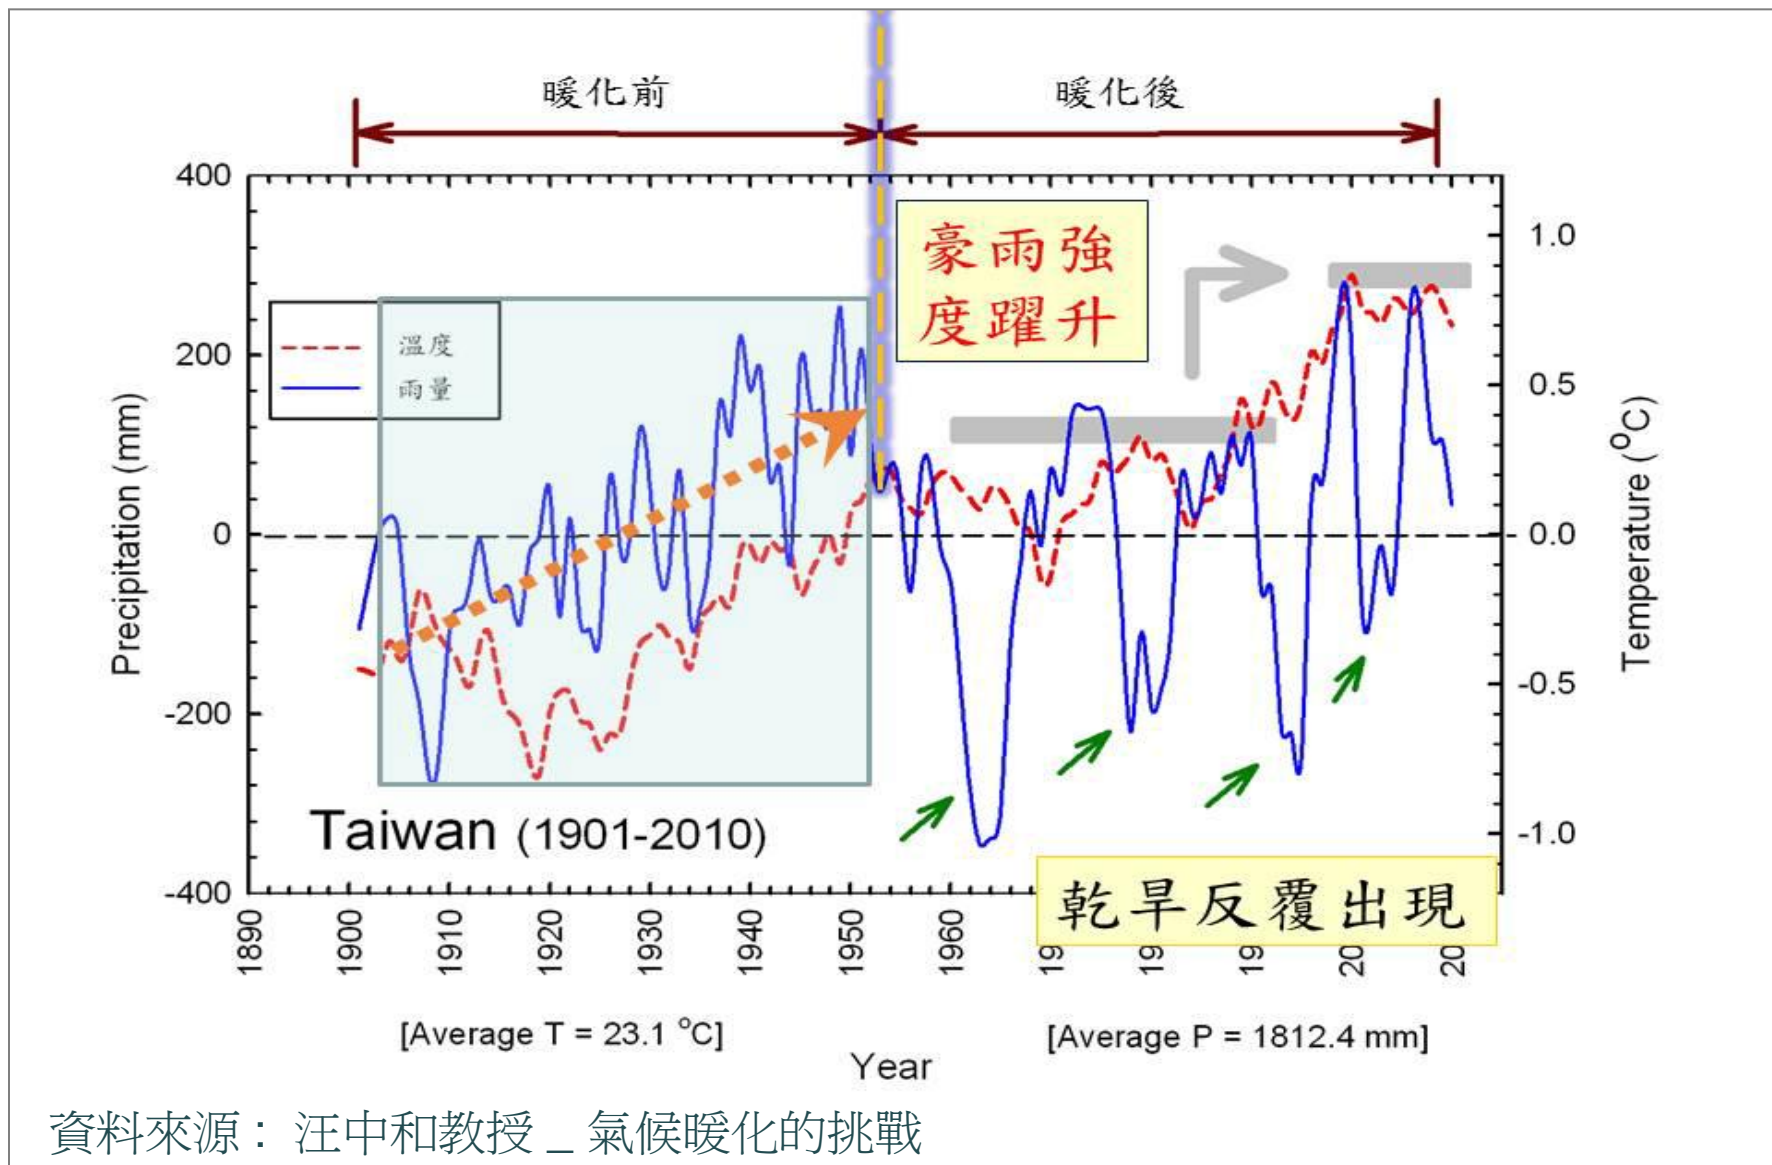 暖化前
暖化後
400
200
0
-200
-400
Precipitation (mm)
溫度
雨量
豪雨強
度躍升
1.0
0.5
0.0
-0.5
-1.0
Temperature (°C)
Taiwan (1901-2010)
乾旱反覆出現
1890
1900
1910
1920
1930
1940
1950
1960
19
19
19
20
20
[Average T = 23.1 °C]
[Average P = 1812.4 mm]
Year
資料來源：汪中和教授_氣候暖化的挑戰